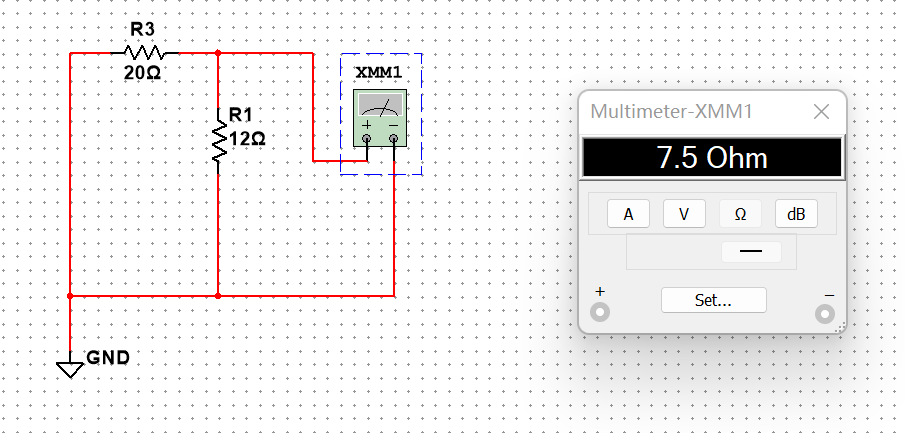 R3
20Ω
R1
12Ω
XMM1
+ −
GND
Multimeter-XMM1
7.5 Ohm
A V Ω dB
+ −
Set...